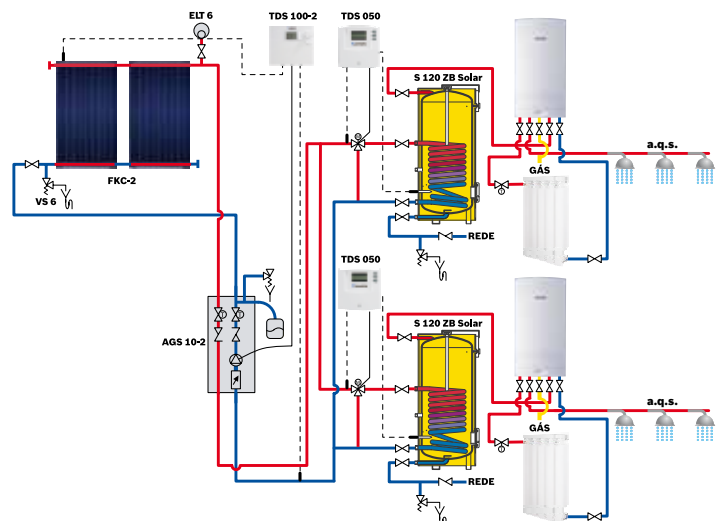 ELT 6
TDS 100-2
TDS 050
S 120 ZB Solar
FKC-2
VS 6
GÁS
a.q.s.
REDE
TDS 050
S 120 ZB Solar
AGS 10-2
GÁS
a.q.s.
REDE